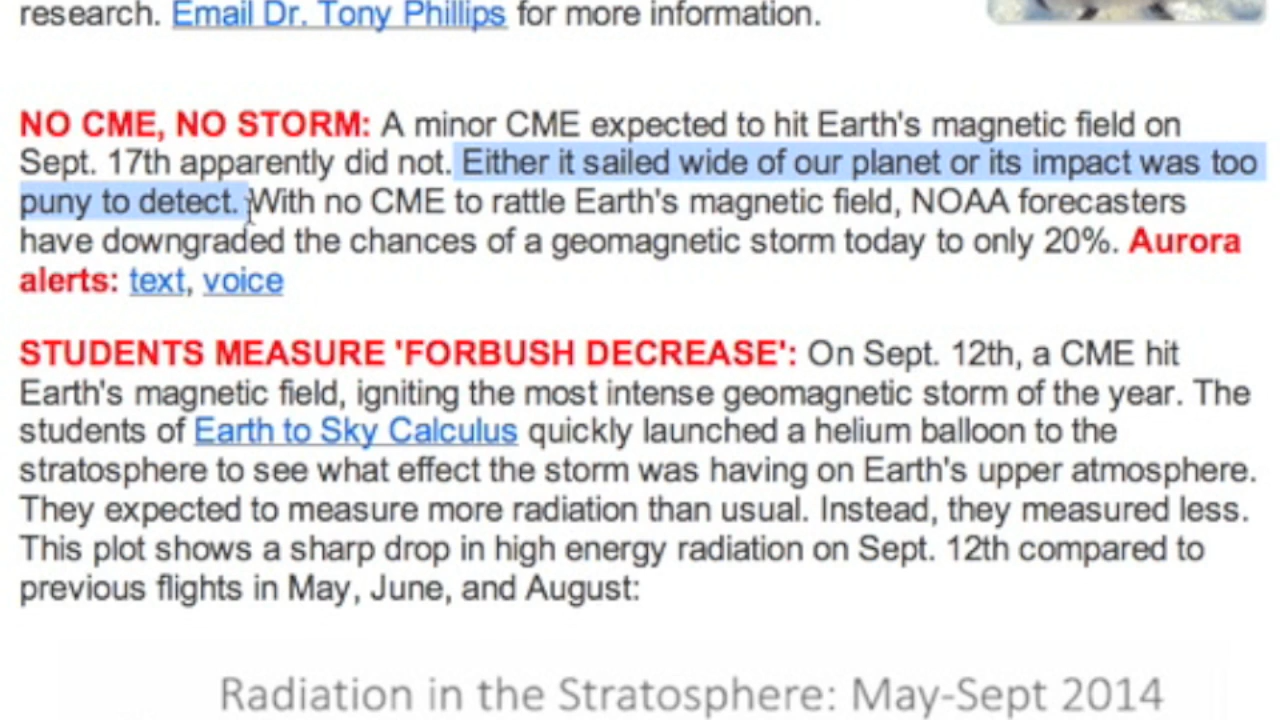 research. Email Dr. Tony Phillips for more information.
NO CME, NO STORM: A minor CME expected to hit Earth's magnetic field on
Sept. 17th apparently did not. Either it sailed wide of our planet or its impact was too
puny to detect. With no CME to rattle Earth's magnetic field, NOAA forecasters
have downgraded the chances of a geomagnetic storm today to only 20%. Aurora
alerts: text, voice
STUDENTS MEASURE 'FORBUSH DECREASE': On Sept. 12th, a CME hit
Earth's magnetic field, igniting the most intense geomagnetic storm of the year. The
students of Earth to Sky Calculus quickly launched a helium balloon to the
stratosphere to see what effect the storm was having on Earth's upper atmosphere.
They expected to measure more radiation than usual. Instead, they measured less.
This plot shows a sharp drop in high energy radiation on Sept. 12th compared to
previous flights in May, June, and August:
Radiation in the Stratosphere: May-Sept 2014